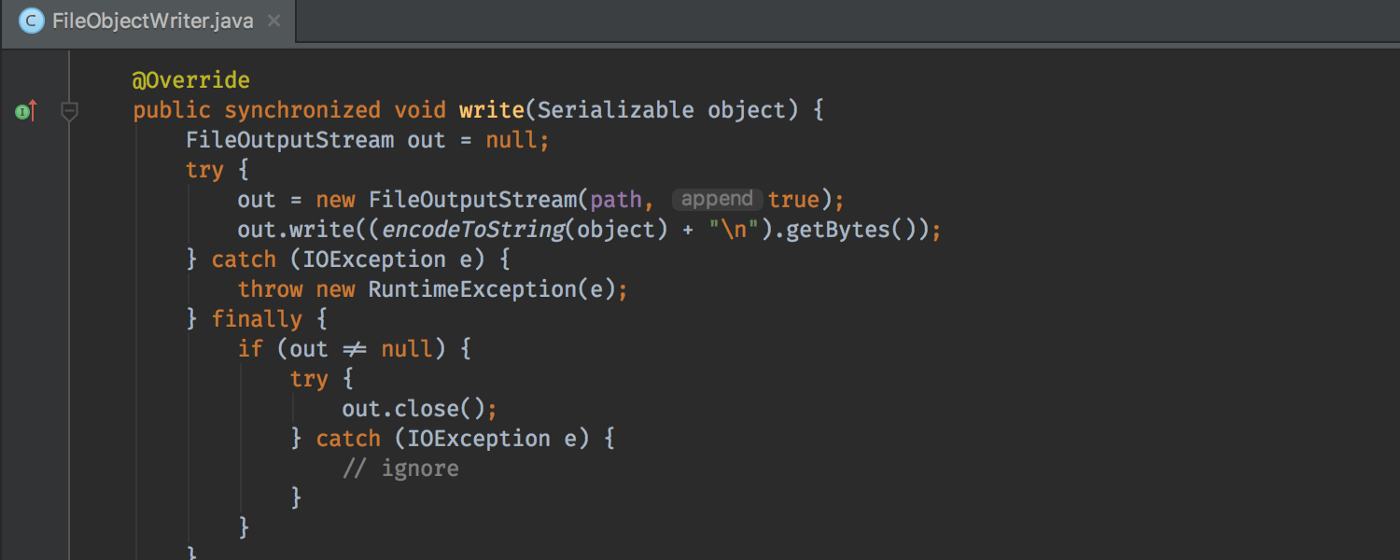 C FileObjectWriter.java ×
@Override
I public synchronized void write(Serializable object) {
FileOutputStream out = null;
try {
out = new FileOutputStream(path, append true);
out.write((encodeToString(object) + "\n").getBytes());
} catch (IOException e) {
throw new RuntimeException(e);
} finally {
if (out ≠ null) {
try {
out.close();
} catch (IOException e) {
// ignore
}
}
}